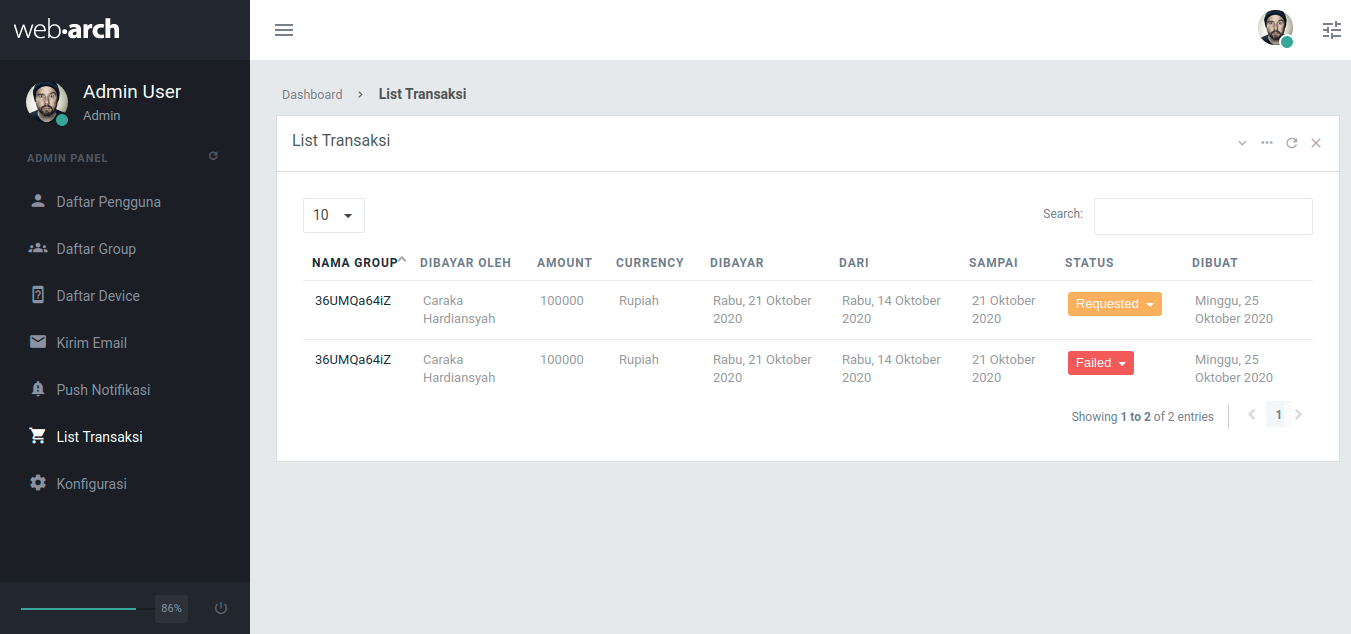 web·arch
Admin User
Admin
ADMIN PANEL
Daftar Pengguna
Daftar Group
Daftar Device
Kirim Email
Push Notifikasi
List Transaksi
Konfigurasi
86%
Dashboard > List Transaksi
List Transaksi
10
Search:
NAMA GROUP DIBAYAR OLEH AMOUNT CURRENCY DIBAYAR DARI SAMPAI STATUS DIBUAT
36UMQa64iZ Caraka 100000 Rupiah Rabu, 21 Oktober Rabu, 14 Oktober 21 Oktober Requested Minggu, 25
Hardiansyah 2020 2020 2020 Oktober 2020
36UMQa64iZ Caraka 100000 Rupiah Rabu, 21 Oktober Rabu, 14 Oktober 21 Oktober Failed Minggu, 25
Hardiansyah 2020 2020 2020 Oktober 2020
Showing 1 to 2 of 2 entries
1